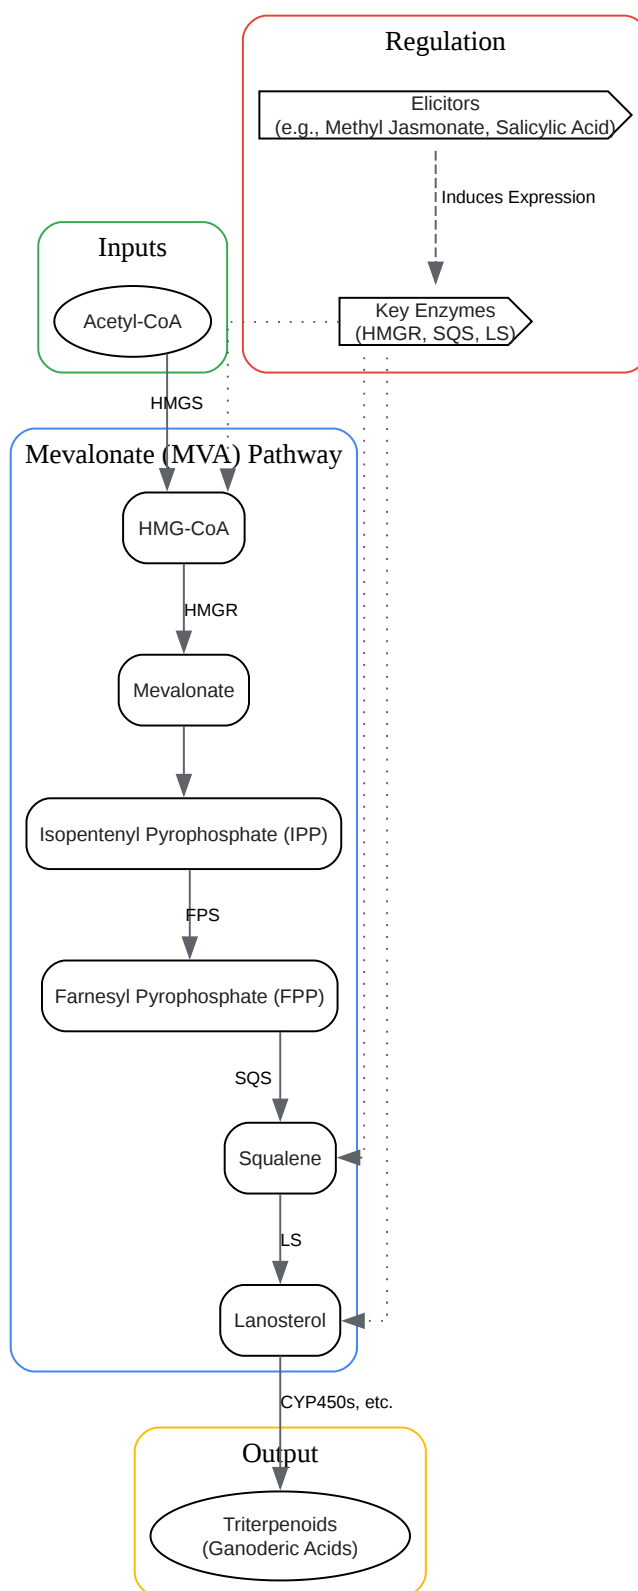 Regulation
Elicitors
(e.g., Methyl Jasmonate, Salicylic Acid)
Induces Expression
Inputs
Acetyl-CoA
Key Enzymes
(HMGR, SQS, LS)
HMGS
Mevalonate (MVA) Pathway
HMG-CoA
HMGR
Mevalonate
Isopentenyl Pyrophosphate (IPP)
FPS
Farnesyl Pyrophosphate (FPP)
SQS
Squalene
LS
Lanosterol
CYP450s, etc.
Output
Triterpenoids
(Ganoderic Acids)